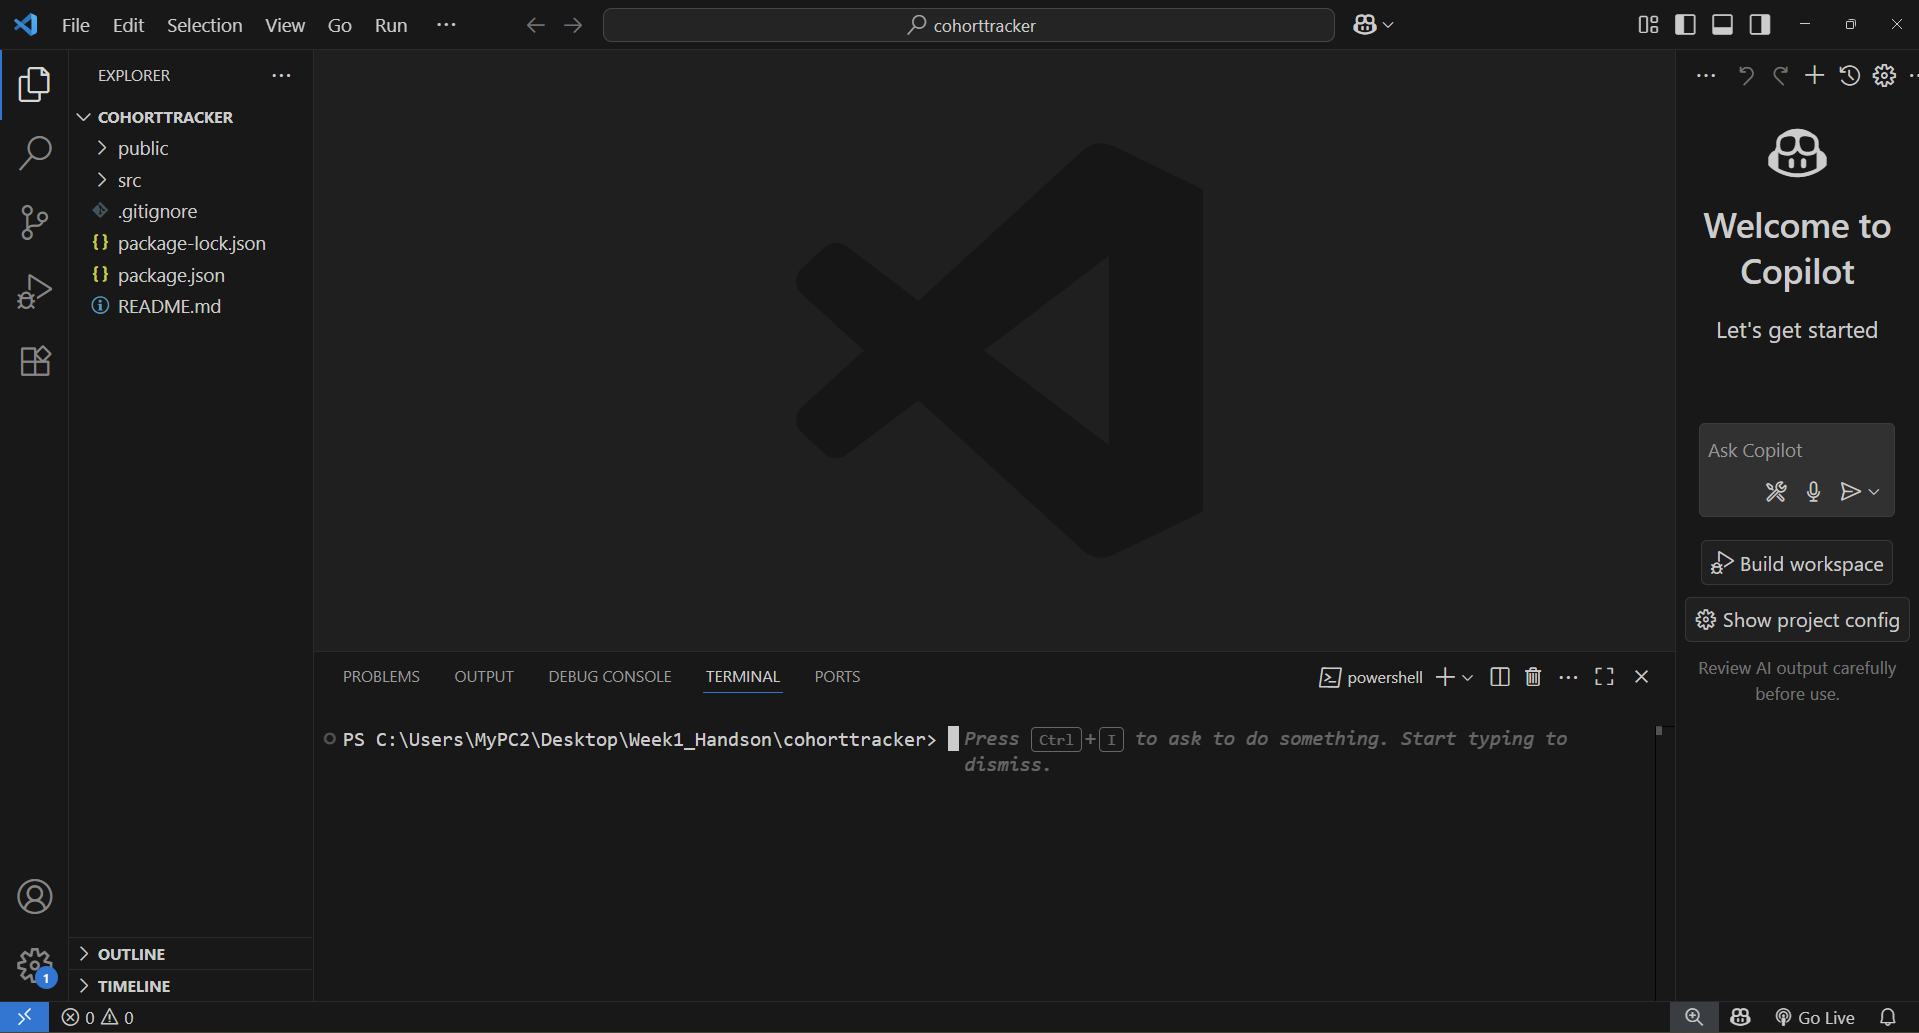 File Edit Selection View Go Run
cohorttracker
EXPLORER
COHORTTRACKER
public
src
.gitignore
{} package-lock.json
{} package.json
README.md
OUTLINE
TIMELINE
1
PROBLEMS OUTPUT DEBUG CONSOLE TERMINAL PORTS
powershell
PS C:\Users\MyPC2\Desktop\Week1_Handson\cohorttracker> Press Ctrl+I to ask to do something. Start typing to
dismiss.
Welcome to
Copilot
Let's get started
Ask Copilot
Build workspace
Show project config
Review AI output carefully
before use.
0 0
Go Live